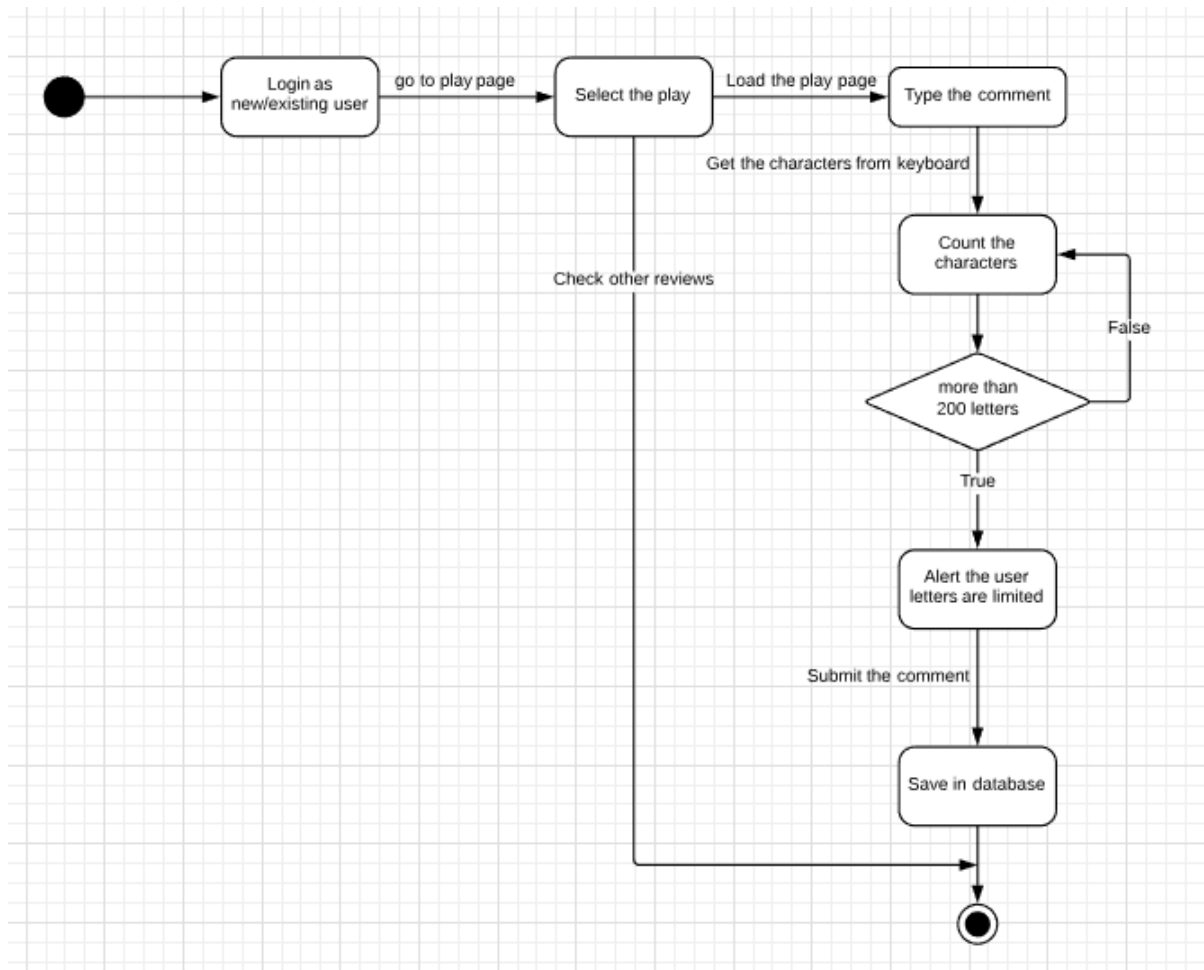 Login as
new/existing user
go to play page
Select the play
Load the play page
Type the comment
Get the characters from keyboard
Count the
characters
Check other reviews
False
more than
200 letters
True
Alert the user
letters are limited
Submit the comment
Save in database